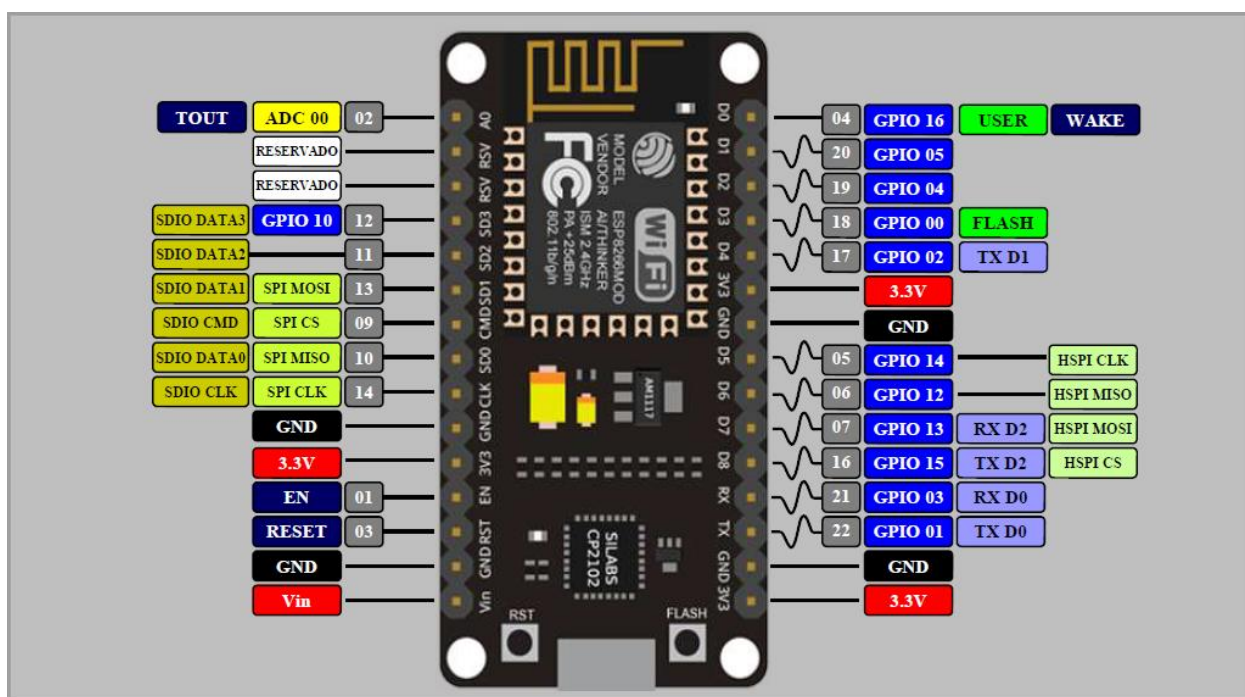 TOUT ADC 00 02 A0
RESERVADO RSV
RESERVADO RSV
SDIO DATA3 GPIO 10 12 SD3
SDIO DATA2 11 SD2
SDIO DATA1 SPI MOSI 13 SD1
SDIO CMD SPI CS 09 CMD
SDIO DATA0 SPI MISO 10 SD0
SDIO CLK SPI CLK 14 CLK
GND GND
3.3V 3V3
EN 01 EN
RESET 03 RST
GND GND
Vin Vin
MODEL
VENDOR
ESP8266MOD
AI/THINKER
ISM 2.4GHz
PA +25dBm
802.11b/g/n
FC
WiFi
AM1117
SILABS
CP2102
RST
FLASH
D0 04 GPIO 16 USER WAKE
D1 20 GPIO 05
D2 19 GPIO 04
D3 18 GPIO 00 FLASH
D4 17 GPIO 02 TX D1
3V3 3.3V
GND GND
D5 05 GPIO 14 HSPI CLK
D6 06 GPIO 12 HSPI MISO
D7 07 GPIO 13 RX D2 HSPI MOSI
D8 16 GPIO 15 TX D2 HSPI CS
RX 21 GPIO 03 RX D0
TX 22 GPIO 01 TX D0
GND GND
3V3 3.3V